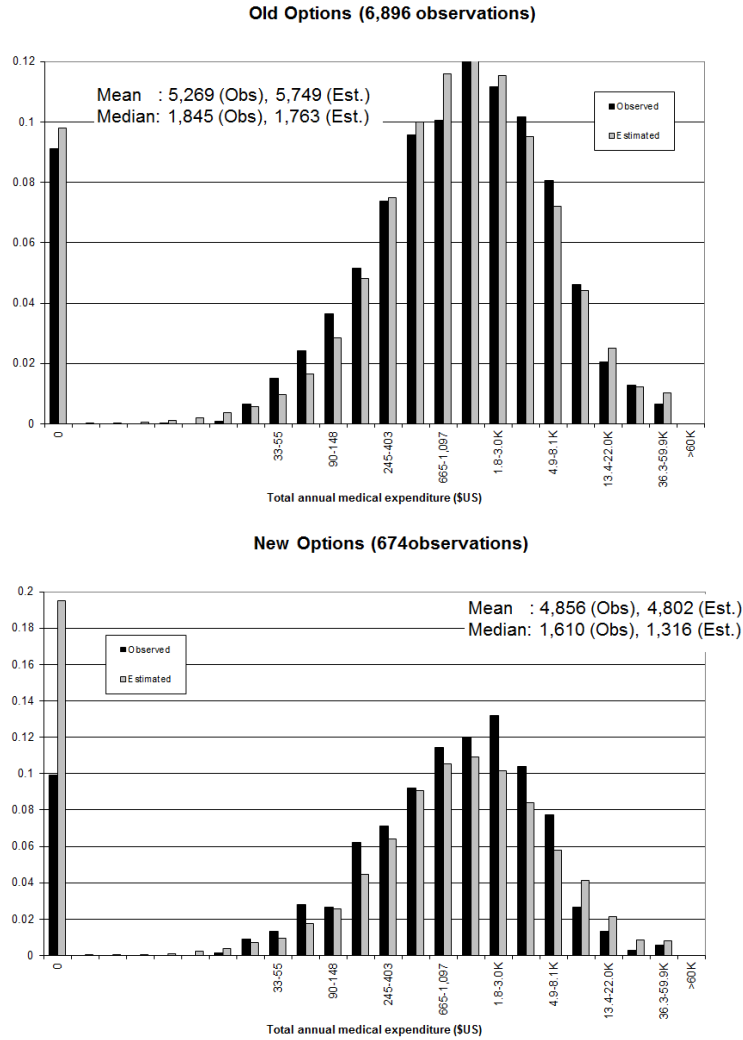 Old Options (6,896 observations)
0.12
Mean : 5,269 (Obs), 5,749 (Est.)
Median: 1,845 (Obs), 1,763 (Est.)
Observed
Estimated
0.1
0.08
0.06
0.04
0.02
0
0
33-55
90-148
245-403
665-1,097
1.8-3.0K
4.9-8.1K
13.4-22.0K
36.3-59.9K
>60K
Total annual medical expenditure ($US)
New Options (674observations)
0.2
Mean : 4,856 (Obs), 4,802 (Est.)
Median: 1,610 (Obs), 1,316 (Est.)
0.18
Observed
Estimated
0.16
0.14
0.12
0.1
0.08
0.06
0.04
0.02
0
0
33-55
90-148
245-403
665-1,097
1.8-3.0K
4.9-8.1K
13.4-22.0K
36.3-59.9K
>60K
Total annual medical expenditure ($US)